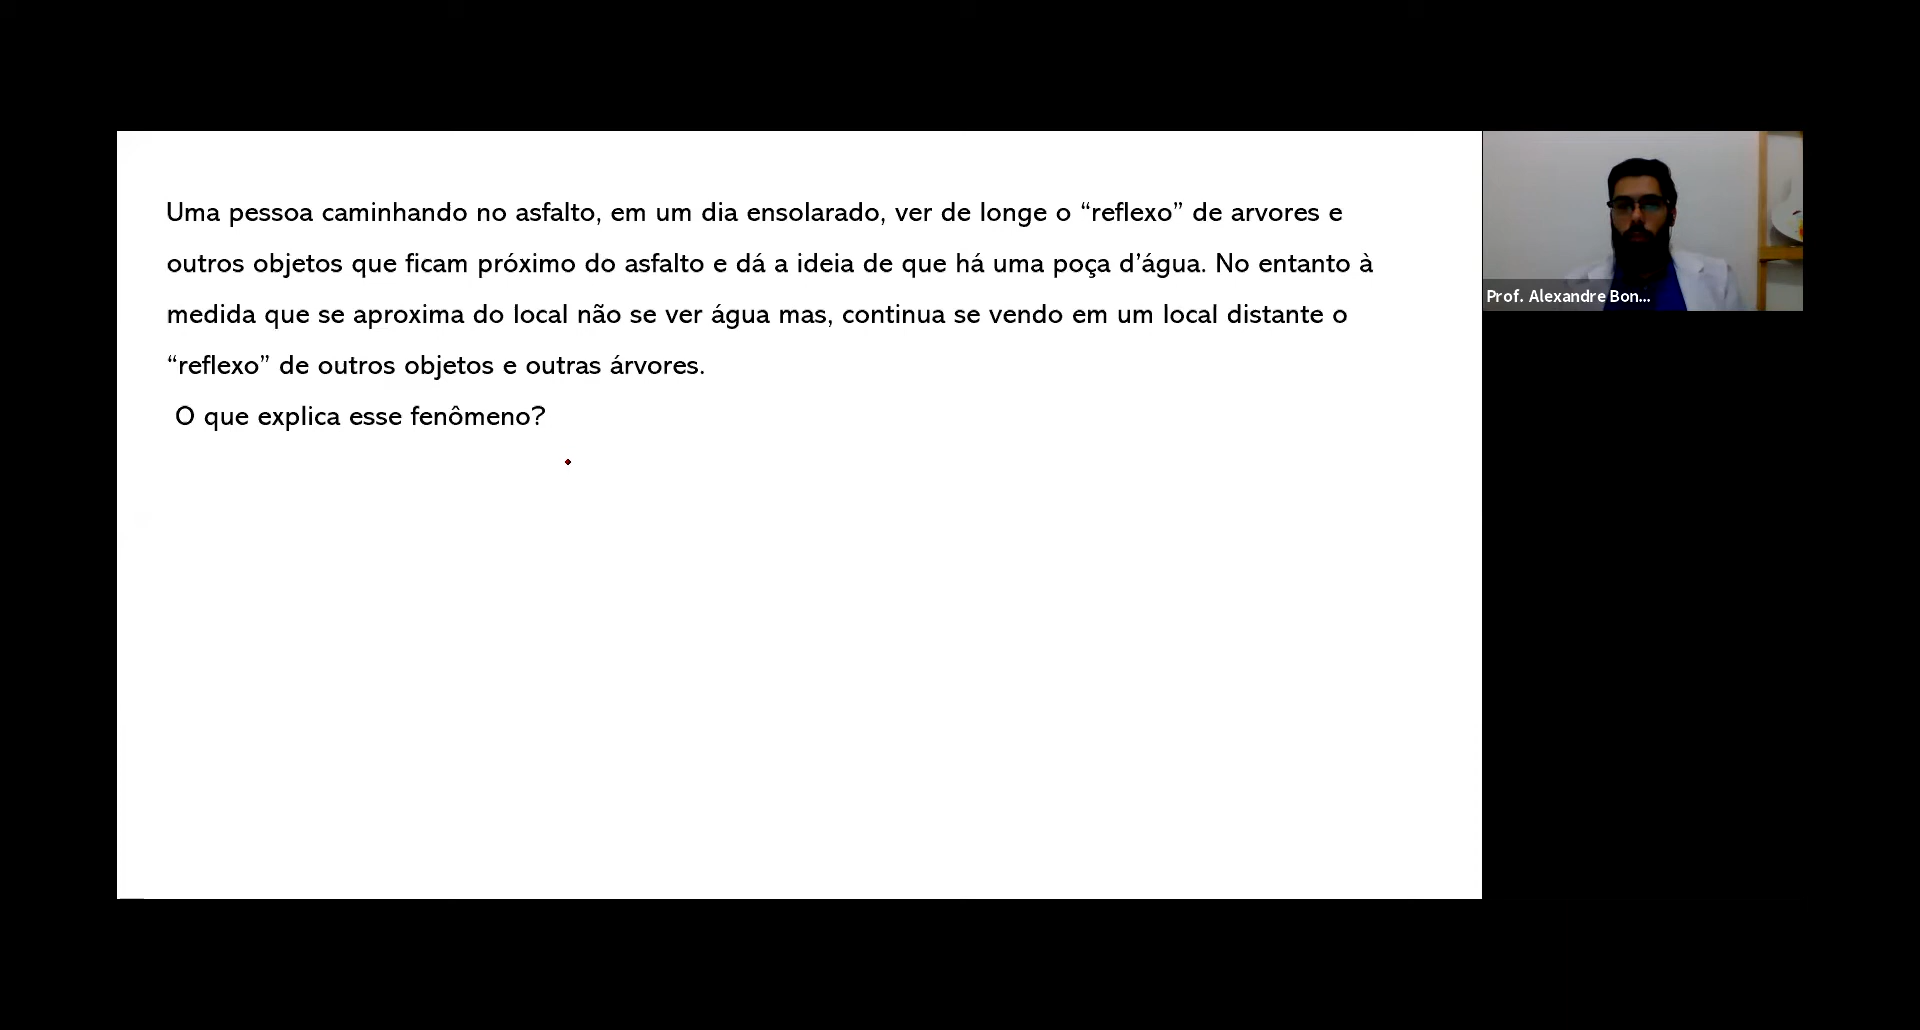 Uma pessoa caminhando no asfalto, em um dia ensolarado, ver de longe o “reflexo” de arvores e
outros objetos que ficam próximo do asfalto e dá a ideia de que há uma poça d’água. No entanto à
medida que se aproxima do local não se ver água mas, continua se vendo em um local distante o
“reflexo” de outros objetos e outras árvores.
O que explica esse fenômeno?
Prof. Alexandre Bon...